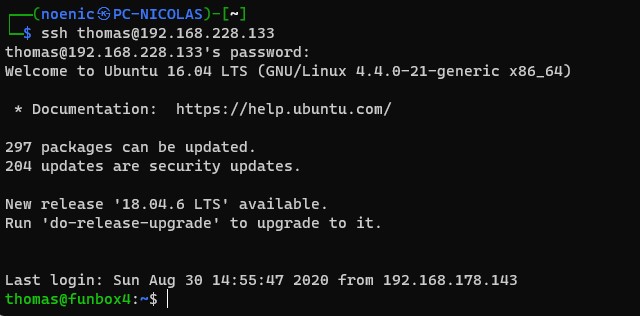 ┌──(noenic㉿PC-NICOLAS)-[~]
└─$ ssh thomas@192.168.228.133
thomas@192.168.228.133's password:
Welcome to Ubuntu 16.04 LTS (GNU/Linux 4.4.0-21-generic x86_64)
* Documentation:  https://help.ubuntu.com/
297 packages can be updated.
204 updates are security updates.
New release '18.04.6 LTS' available.
Run 'do-release-upgrade' to upgrade to it.
Last login: Sun Aug 30 14:55:47 2020 from 192.168.178.143
thomas@funbox4:~$